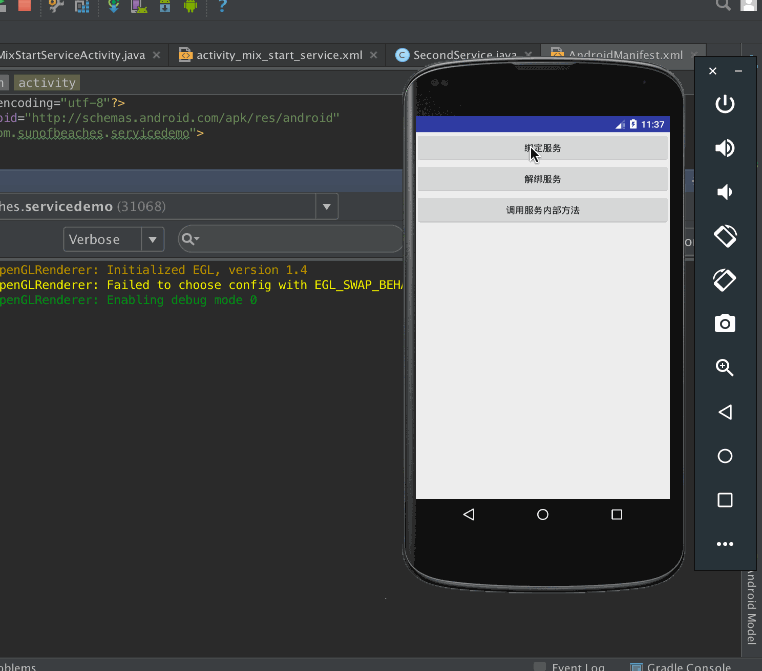 MixStartServiceActivity.java
activity_mix_start_service.xml
SecondService.java
AndroidManifest.xml
activity
encoding="utf-8"?>
oid="http://schemas.android.com/apk/res/android"
om.sunofbeaches.servicedemo">
hes.servicedemo (31068)
Verbose
penGLRenderer: Initialized EGL, version 1.4
penGLRenderer: Failed to choose config with EGL_SWAP_BEHA
penGLRenderer: Enabling debug mode 0
11:37
绑定服务
解绑服务
调用服务内部方法
Android Model
oblems
Event Log
Gradle Console